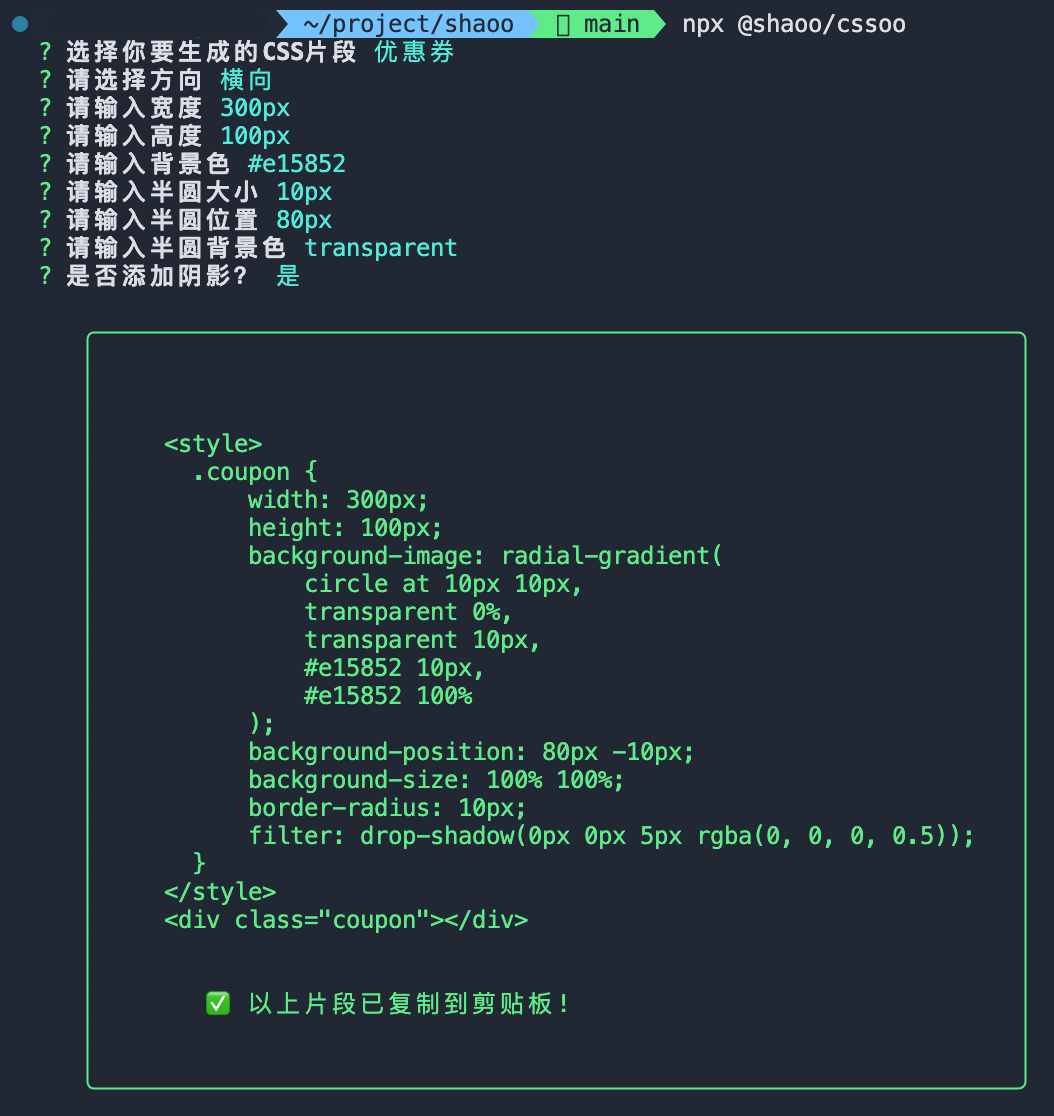 ~/project/shaoo main npx @shaoo/cssoo
? 选择你要生成的CSS片段 优惠券
? 请选择方向 横向
? 请输入宽度 300px
? 请输入高度 100px
? 请输入背景色 #e15852
? 请输入半圆大小 10px
? 请输入半圆位置 80px
? 请输入半圆背景色 transparent
? 是否添加阴影? 是
<style>
.coupon {
width: 300px;
height: 100px;
background-image: radial-gradient(
circle at 10px 10px,
transparent 0%,
transparent 10px,
#e15852 10px,
#e15852 100%
);
background-position: 80px -10px;
background-size: 100% 100%;
border-radius: 10px;
filter: drop-shadow(0px 0px 5px rgba(0, 0, 0, 0.5));
}
</style>
<div class="coupon"></div>
✅ 以上片段已复制到剪贴板!